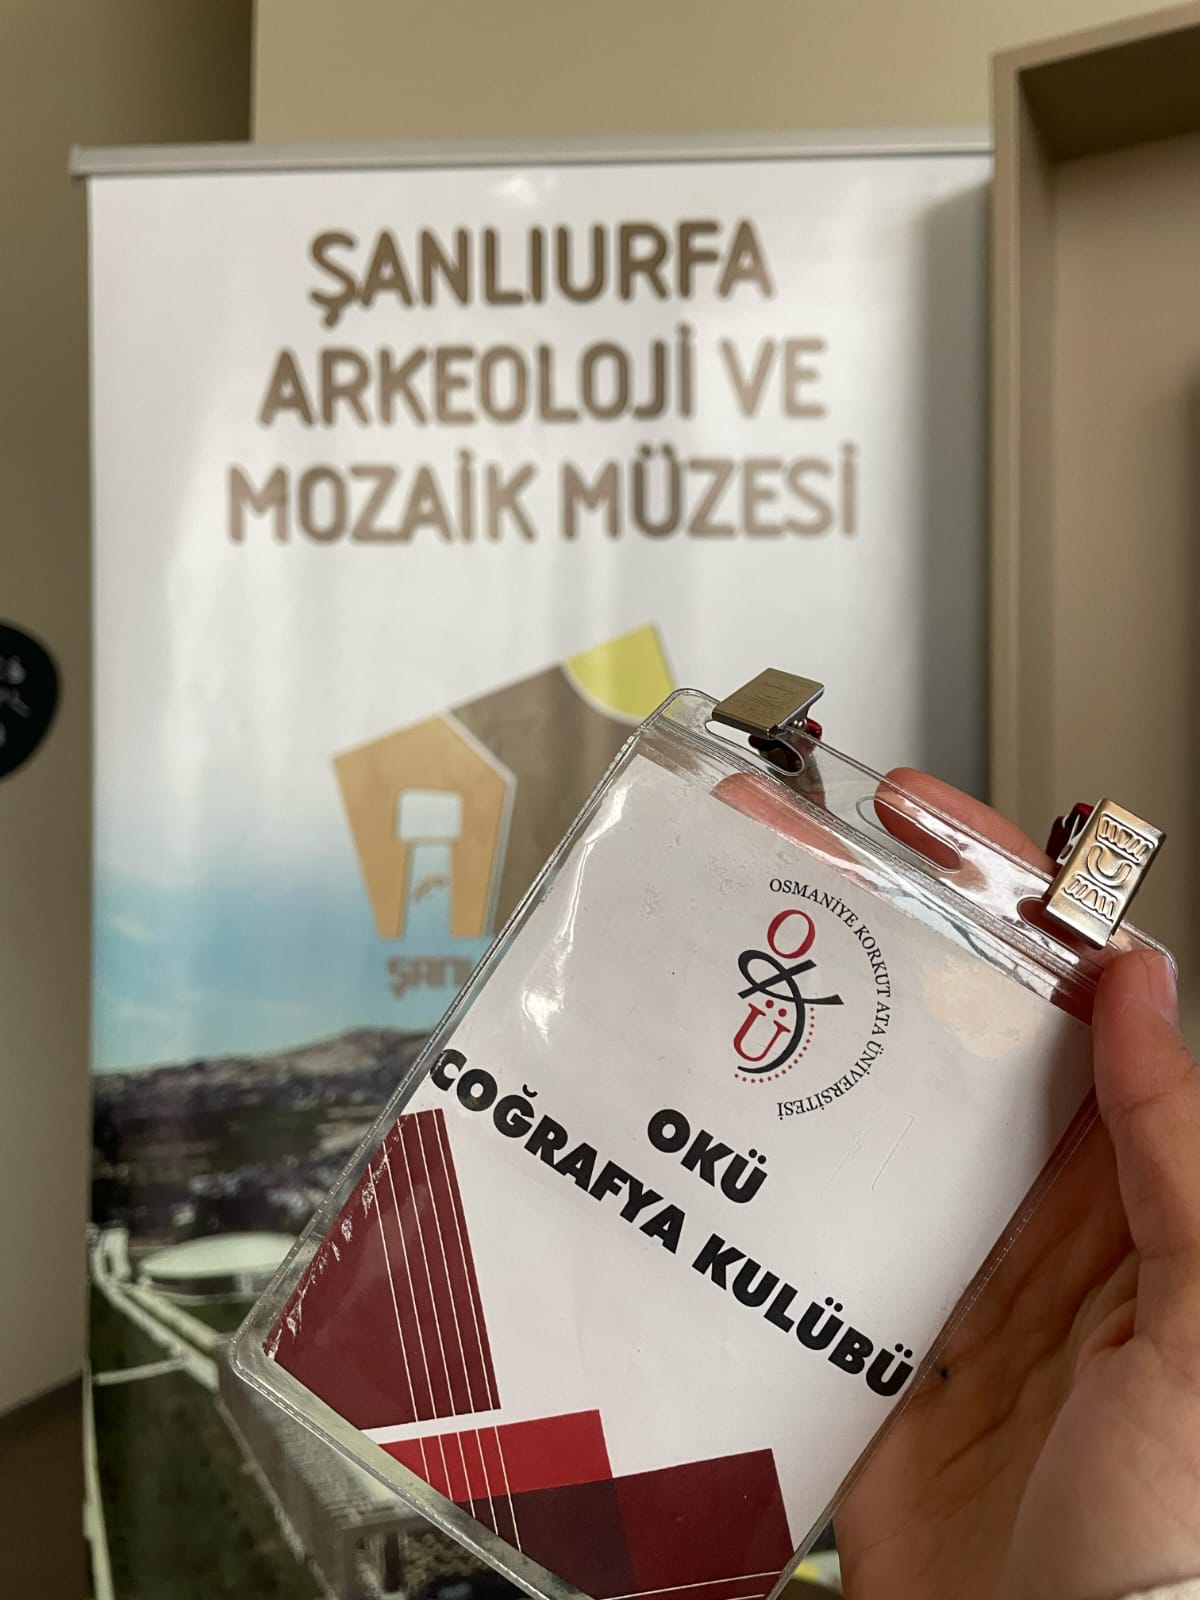 ŞANLIURFA
ARKEOLOJİ VE
MOZAİK MÜZESİ
OSMANİYE KORKUT ATA ÜNİVERSİTESİ
OKÜ
OKÜ
COĞRAFYA KULÜBÜ